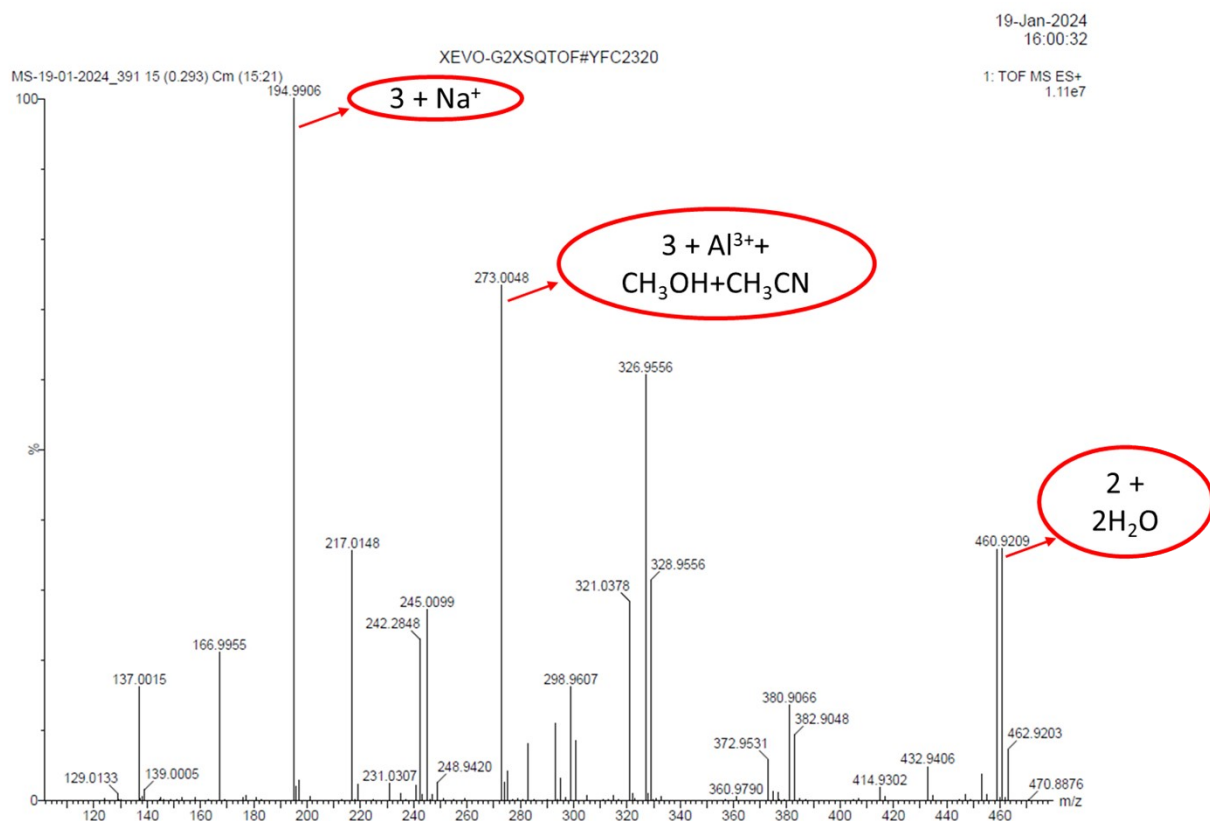 19-Jan-2024
16:00:32
XEVO-G2XSQTOF#YFC2320
MS-19-01-2024_391 15 (0.293) Cm (15:21)
1: TOF MS ES+
1.11e7
100
194.9906
3 + Na⁺
3 + Al³⁺+
CH₃OH+CH₃CN
273.0048
326.9556
%
2 +
2H₂O
460.9209
217.0148
328.9556
321.0378
245.0099
242.2848
166.9955
137.0015
298.9607
380.9066
382.9048
372.9531
462.9203
432.9406
129.0133
139.0005
231.0307
248.9420
360.9790
414.9302
470.8876
0
m/z
120 140 160 180 200 220 240 260 280 300 320 340 360 380 400 420 440 460